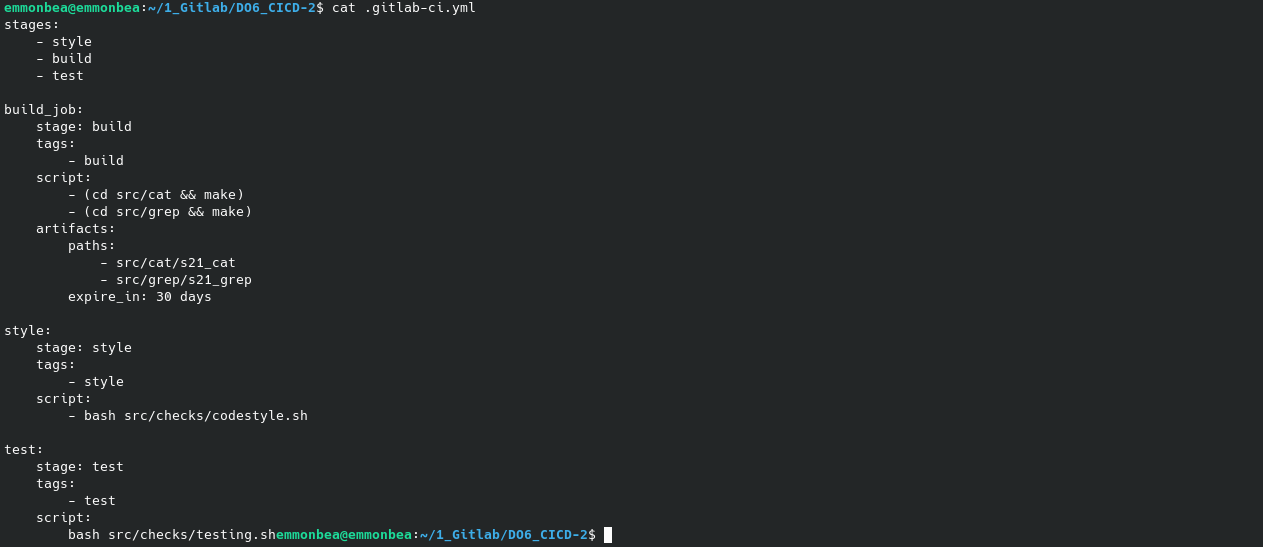 emmonbea@emmonbea:~/1_Gitlab/DO6_CICD-2$ cat .gitlab-ci.yml
stages:
    - style
    - build
    - test

build_job:
    stage: build
    tags:
        - build
    script:
        - (cd src/cat && make)
        - (cd src/grep && make)
    artifacts:
        paths:
            - src/cat/s21_cat
            - src/grep/s21_grep
        expire_in: 30 days

style:
    stage: style
    tags:
        - style
    script:
        - bash src/checks/codestyle.sh

test:
    stage: test
    tags:
        - test
    script:
        bash src/checks/testing.shemmonbea@emmonbea:~/1_Gitlab/DO6_CICD-2$